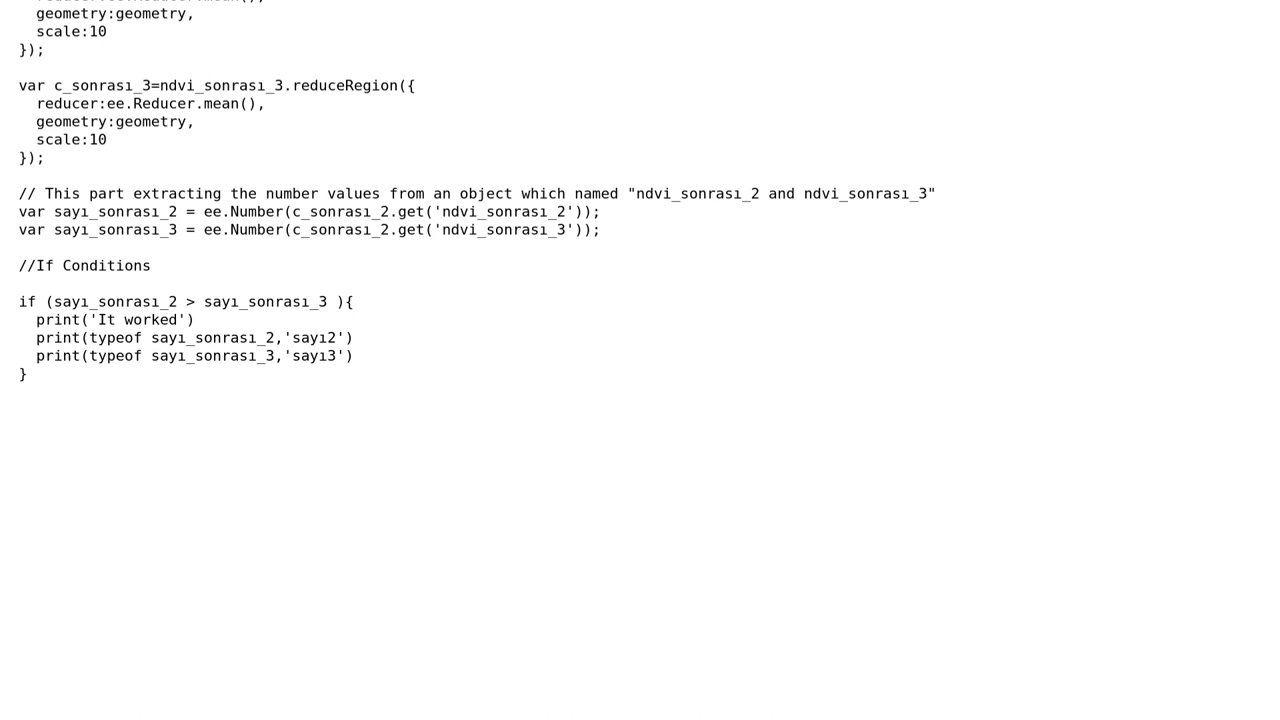 geometry:geometry,
scale:10
});
var c_sonrası_3=ndvi_sonrası_3.reduceRegion({
reducer:ee.Reducer.mean(),
geometry:geometry,
scale:10
});
// This part extracting the number values from an object which named "ndvi_sonrası_2 and ndvi_sonrası_3"
var sayı_sonrası_2 = ee.Number(c_sonrası_2.get('ndvi_sonrası_2'));
var sayı_sonrası_3 = ee.Number(c_sonrası_2.get('ndvi_sonrası_3'));
//If Conditions
if (sayı_sonrası_2 > sayı_sonrası_3 ){
print('It worked')
print(typeof sayı_sonrası_2,'sayı2')
print(typeof sayı_sonrası_3,'sayı3')
}